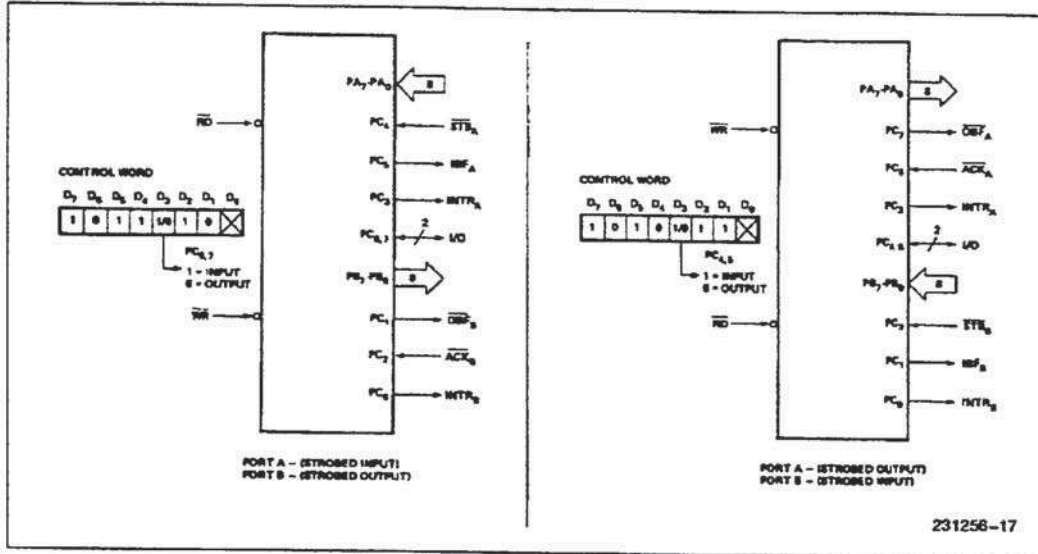 PA7-PA0
8
RD
PC4
STBA
PC5
IBFA
CONTROL WORD
PC3
INTRA
D7 D6 D5 D4 D3 D2 D1 D0
1 0 1 1 1/0 1 0 X
PC6,7
2
I/O
PC6,7
1 = INPUT
0 = OUTPUT
PB7-PB0
8
WR
PC1
OBFB
PC2
ACKB
PC0
INTRB
PORT A – (STROBED INPUT)
PORT B – (STROBED OUTPUT)
PA7-PA0
8
WR
PC7
OBFA
PC6
ACKA
CONTROL WORD
PC3
INTRA
D7 D6 D5 D4 D3 D2 D1 D0
1 0 1 0 1/0 1 1 X
PC4,5
2
I/O
PC4,5
1 = INPUT
0 = OUTPUT
PB7-PB0
8
RD
PC2
STBB
PC1
IBFB
PC0
INTRB
PORT A – (STROBED OUTPUT)
PORT B – (STROBED INPUT)
231256–17